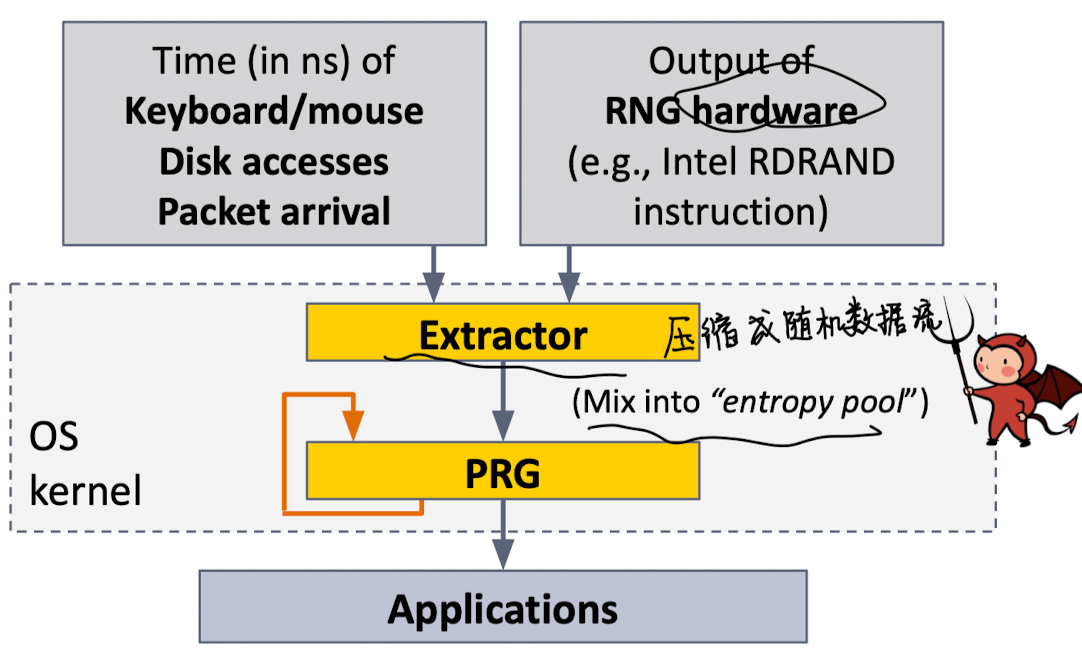 Time (in ns) of
Keyboard/mouse
Disk accesses
Packet arrival
Output of
RNG hardware
(e.g., Intel RDRAND
instruction)
Extractor
压缩成随机数据流
(Mix into “entropy pool”)
OS
kernel
PRG
Applications